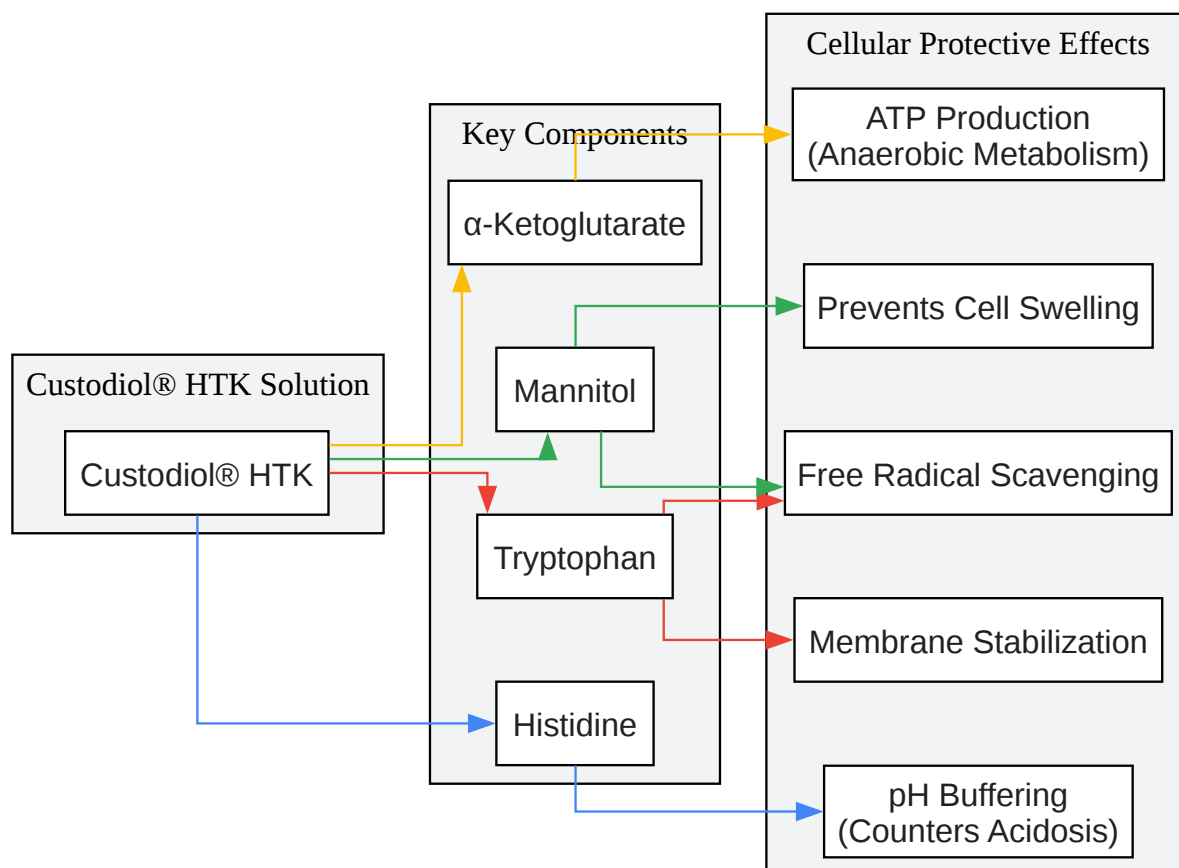 Custodiol® HTK Solution
Custodiol® HTK
Key Components
α-Ketoglutarate
Mannitol
Tryptophan
Histidine
Cellular Protective Effects
ATP Production
(Anaerobic Metabolism)
Prevents Cell Swelling
Free Radical Scavenging
Membrane Stabilization
pH Buffering
(Counters Acidosis)